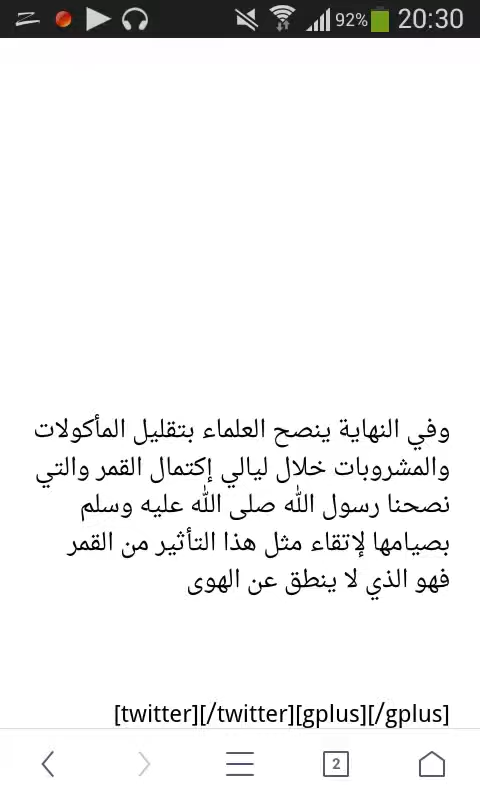 92% 20:30
وفي النهاية ينصح العلماء بتقليل المأكولات
والمشروبات خلال ليالي إكتمال القمر والتي
نصحنا رسول الله صلى الله عليه وسلم
بصيامها لإتقاء مثل هذا التأثير من القمر
فهو الذي لا ينطق عن الهوى
[twitter][/twitter][gplus][/gplus]
2